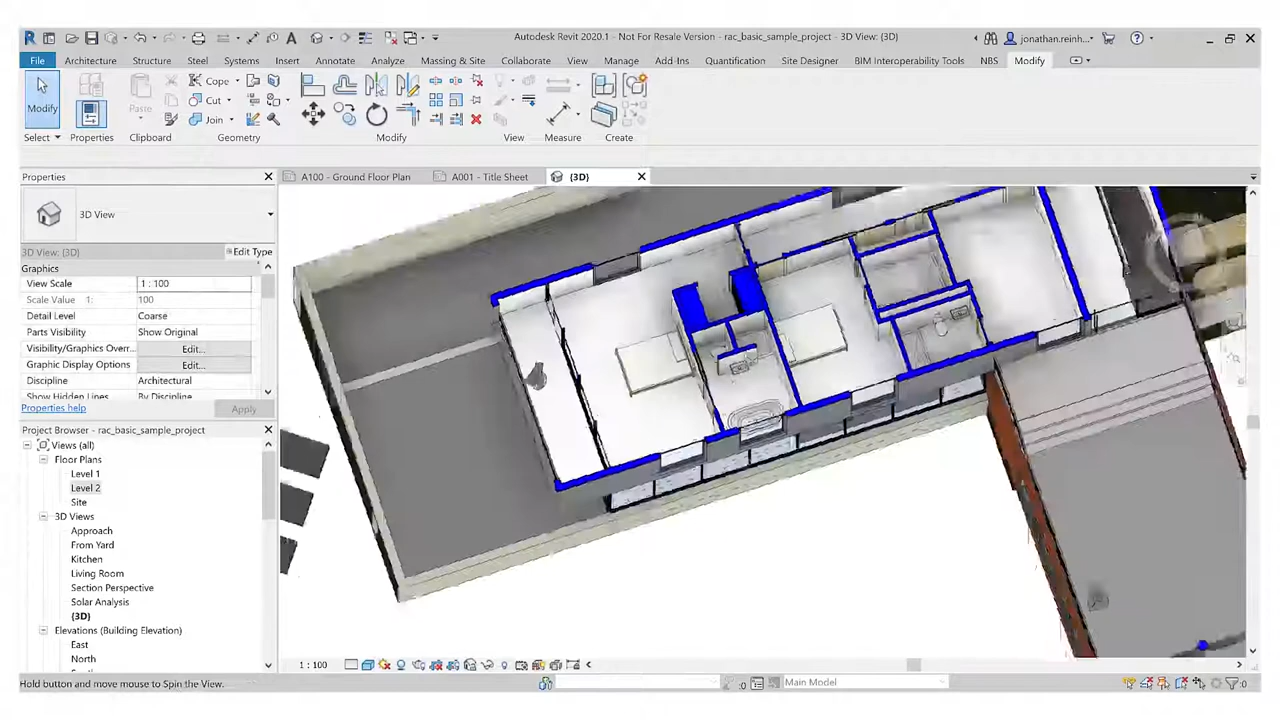 Autodesk Revit 2020.1 - Not For Resale Version - rac_basic_sample_project - 3D View: {3D}
jonathan.reinh...
File Architecture Structure Steel Systems Insert Annotate Analyze Massing & Site Collaborate View Manage Add-Ins Quantification Site Designer BIM Interoperability Tools NBS Modify
Modify
Paste
Copy
Cut
Join
Select Properties Clipboard Geometry Modify View Measure Create
Properties
A100 - Ground Floor Plan
A001 - Title Sheet
{3D}
3D View
3D View: {3D}
Edit Type
Graphics
View Scale 1 : 100
Scale Value 1: 100
Detail Level Coarse
Parts Visibility Show Original
Visibility/Graphics Overr... Edit...
Graphic Display Options Edit...
Discipline Architectural
Show Hidden Lines By Discipline
Properties help Apply
Project Browser - rac_basic_sample_project
Views (all)
Floor Plans
Level 1
Level 2
Site
3D Views
Approach
From Yard
Kitchen
Living Room
Section Perspective
Solar Analysis
{3D}
Elevations (Building Elevation)
East
North
1 : 100
Hold button and move mouse to Spin the View.
:0
Main Model
:0